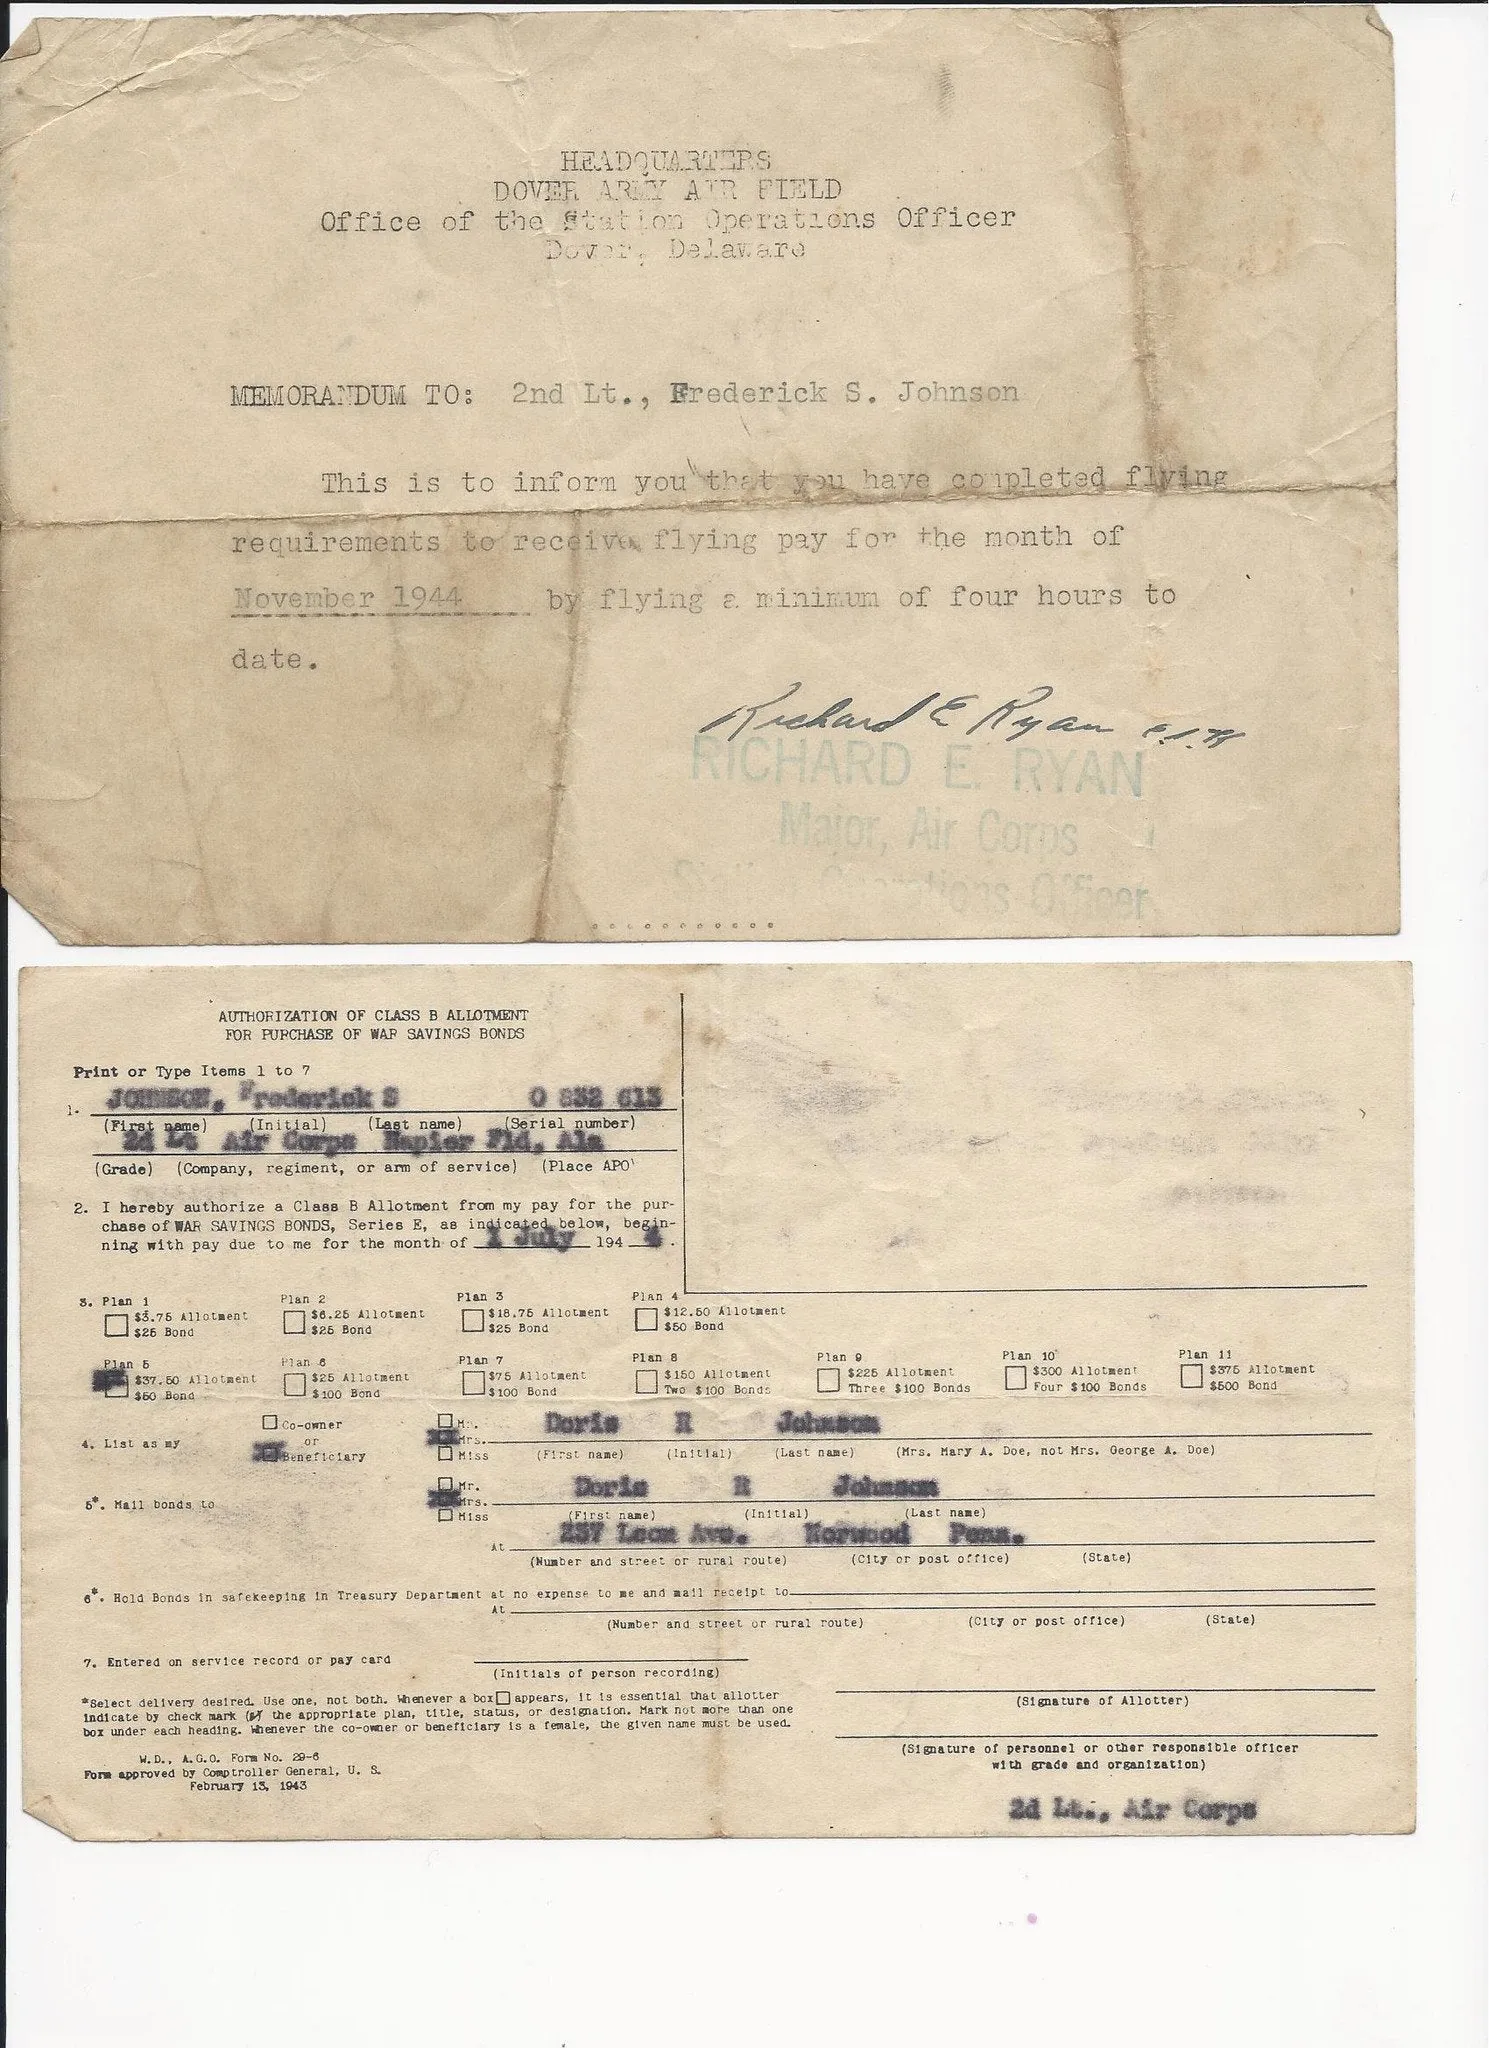 HEADQUARTERS
DOVER ARMY AIR FIELD
Office of the Station Operations Officer
Dover, Delaware
MEMORANDUM TO: 2nd Lt., Frederick S. Johnson
This is to inform you that you have completed flying
requirements to receive flying pay for the month of
November 1944 by flying a minimum of four hours to
date.
Richard E Ryan
RICHARD E. RYAN
Major, Air Corps
Station Operations Officer
AUTHORIZATION OF CLASS B ALLOTMENT
FOR PURCHASE OF WAR SAVINGS BONDS
Print or Type Items 1 to 7
1. JOHNSON, Frederick S O 832 613
(First name) (Initial) (Last name) (Serial number)
2d Lt Air Corps Napier Fld, Ala
(Grade) (Company, regiment, or arm of service) (Place APO)
2. I hereby authorize a Class B Allotment from my pay for the pur-
chase of WAR SAVINGS BONDS, Series E, as indicated below, begin-
ning with pay due to me for the month of 1 July 194 4.
3. Plan 1 Plan 2 Plan 3 Plan 4
$3.75 Allotment $6.25 Allotment $18.75 Allotment $12.50 Allotment
$25 Bond $25 Bond $25 Bond $50 Bond
Plan 5 Plan 6 Plan 7 Plan 8 Plan 9 Plan 10 Plan 11
$37.50 Allotment $25 Allotment $75 Allotment $150 Allotment $225 Allotment $300 Allotment $375 Allotment
$50 Bond $100 Bond $100 Bond Two $100 Bonds Three $100 Bonds Four $100 Bonds $500 Bond
Co-owner Mr. Doris R Johnson
4. List as my or Mrs.
Beneficiary Miss (First name) (Initial) (Last name) (Mrs. Mary A. Doe, not Mrs. George A. Doe)
Mr. Doris R Johnson
5*. Mail bonds to Mrs.
Miss (First name) (Initial) (Last name)
At 237 Leon Ave. Norwood Penn.
(Number and street or rural route) (City or post office) (State)
6*. Hold Bonds in safekeeping in Treasury Department at no expense to me and mail receipt to
At
(Number and street or rural route) (City or post office) (State)
7. Entered on service record or pay card
(Initials of person recording)
*Select delivery desired. Use one, not both. Whenever a box appears, it is essential that allotter
indicate by check mark (✓) the appropriate plan, title, status, or designation. Mark not more than one
box under each heading. Whenever the co-owner or beneficiary is a female, the given name must be used.
(Signature of Allotter)
(Signature of personnel or other responsible officer
with grade and organization)
W.D., A.G.O. Form No. 29-6
Form approved by Comptroller General, U. S.
February 13, 1943
2d Lt., Air Corps